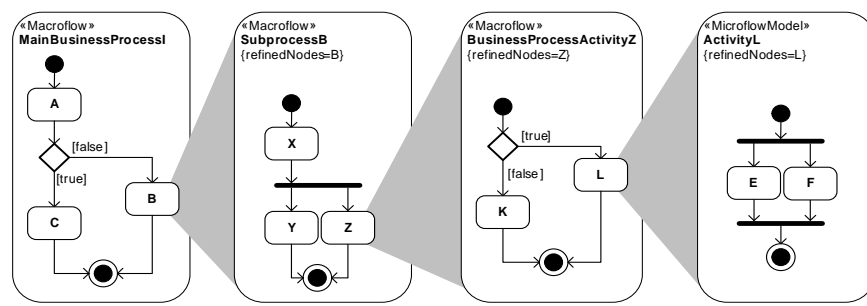 «Macroflow»
MainBusinessProcessI
A
[false]
[true]
C
B
«Macroflow»
SubprocessB
{refinedNodes=B}
X
Y
Z
«Macroflow»
BusinessProcessActivityZ
{refinedNodes=Z}
[true]
[false]
L
K
«MicroflowModel»
ActivityL
{refinedNodes=L}
E
F